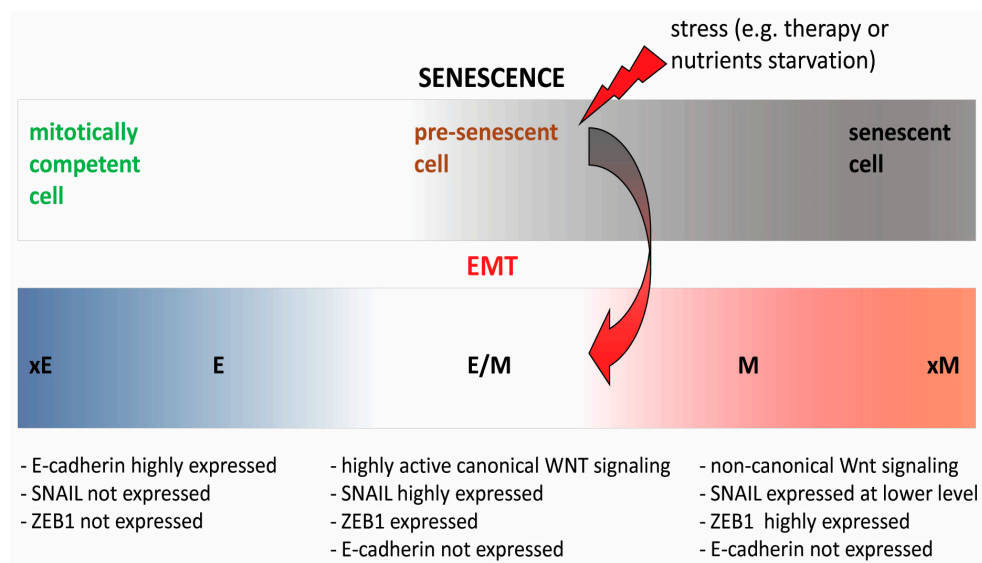 stress (e.g. therapy or
nutrients starvation)
SENESCENCE
mitotically
competent
cell
pre-senescent
cell
senescent
cell
EMT
xE
E
E/M
M
xM
- E-cadherin highly expressed
- SNAIL not expressed
- ZEB1 not expressed
- highly active canonical WNT signaling
- SNAIL highly expressed
- ZEB1 expressed
- E-cadherin not expressed
- non-canonical Wnt signaling
- SNAIL expressed at lower level
- ZEB1  highly expressed
- E-cadherin not expressed